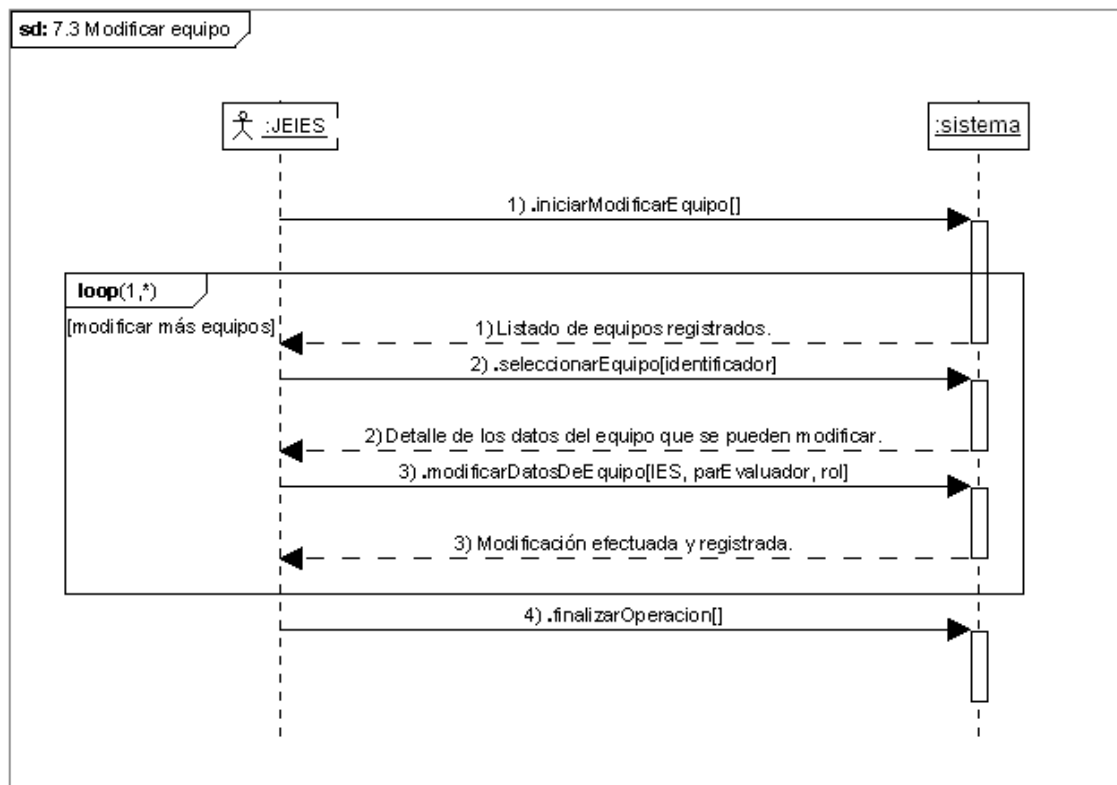 sd: 7.3 Modificar equipo
:JEIES
:sistema
1) .iniciarModificarEquipo[]
loop(1,*)
[modificar más equipos]
1) Listado de equipos registrados.
2) .seleccionarEquipo[identificador]
2) Detalle de los datos del equipo que se pueden modificar.
3) .modificarDatosDeEquipo[IES, parEvaluador, rol]
3) Modificación efectuada y registrada.
4) .finalizarOperacion[]